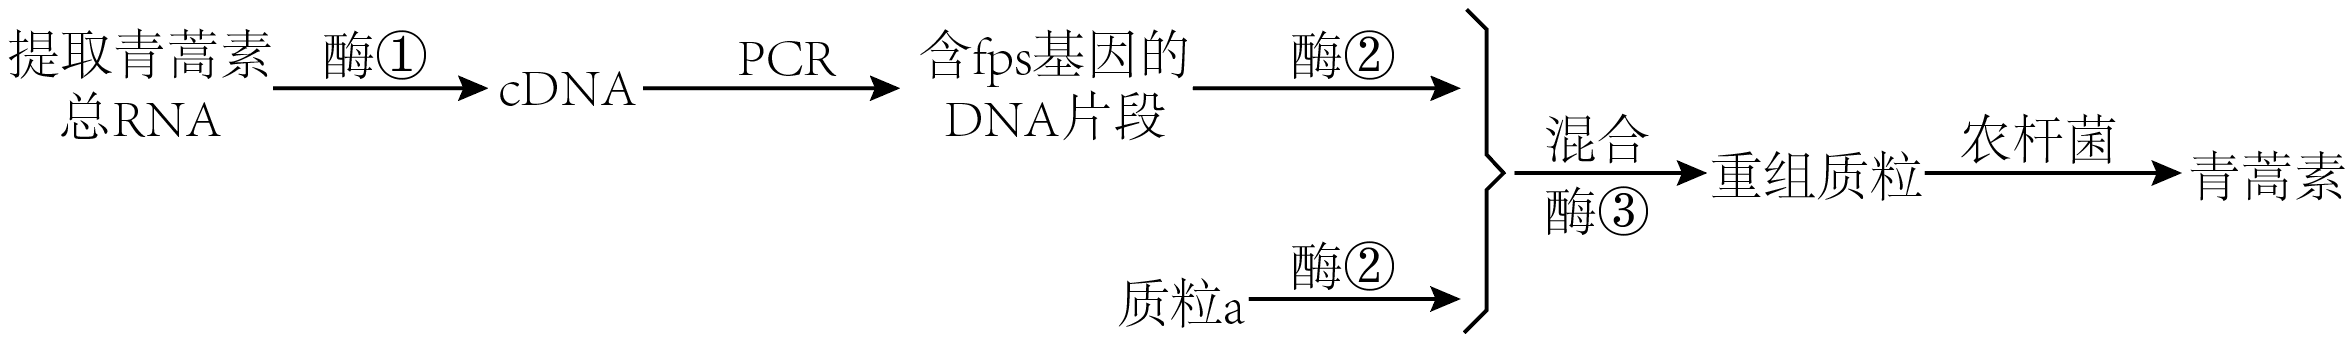 提取青蒿素
总RNA
酶①
cDNA
PCR
含fps基因的
DNA片段
酶②
质粒a
酶②
混合
酶③
重组质粒
农杆菌
青蒿素